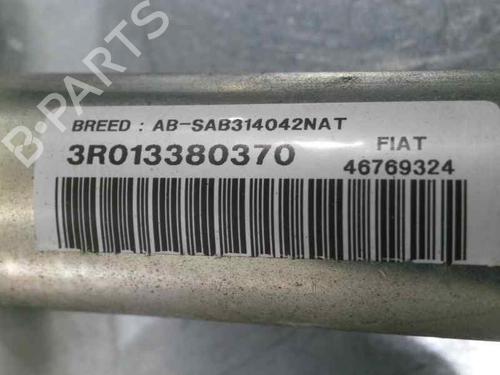 B-PARTS
BREED : AB-SAB314042NAT
3R013380370
FIAT
46769324